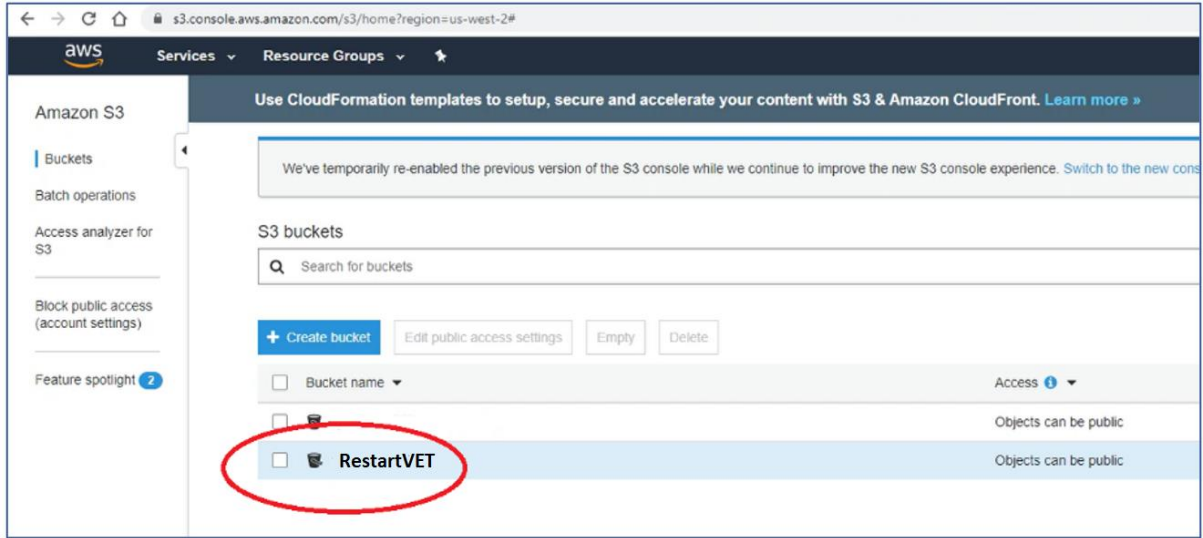 s3.console.aws.amazon.com/s3/home?region=us-west-2#
aws Services Resource Groups
Amazon S3
Buckets
Batch operations
Access analyzer for
S3
Block public access
(account settings)
Feature spotlight 2
Use CloudFormation templates to setup, secure and accelerate your content with S3 & Amazon CloudFront. Learn more »
We've temporarily re-enabled the previous version of the S3 console while we continue to improve the new S3 console experience. Switch to the new cons
S3 buckets
Search for buckets
+ Create bucket Edit public access settings Empty Delete
Bucket name Access
Objects can be public
RestartVET Objects can be public